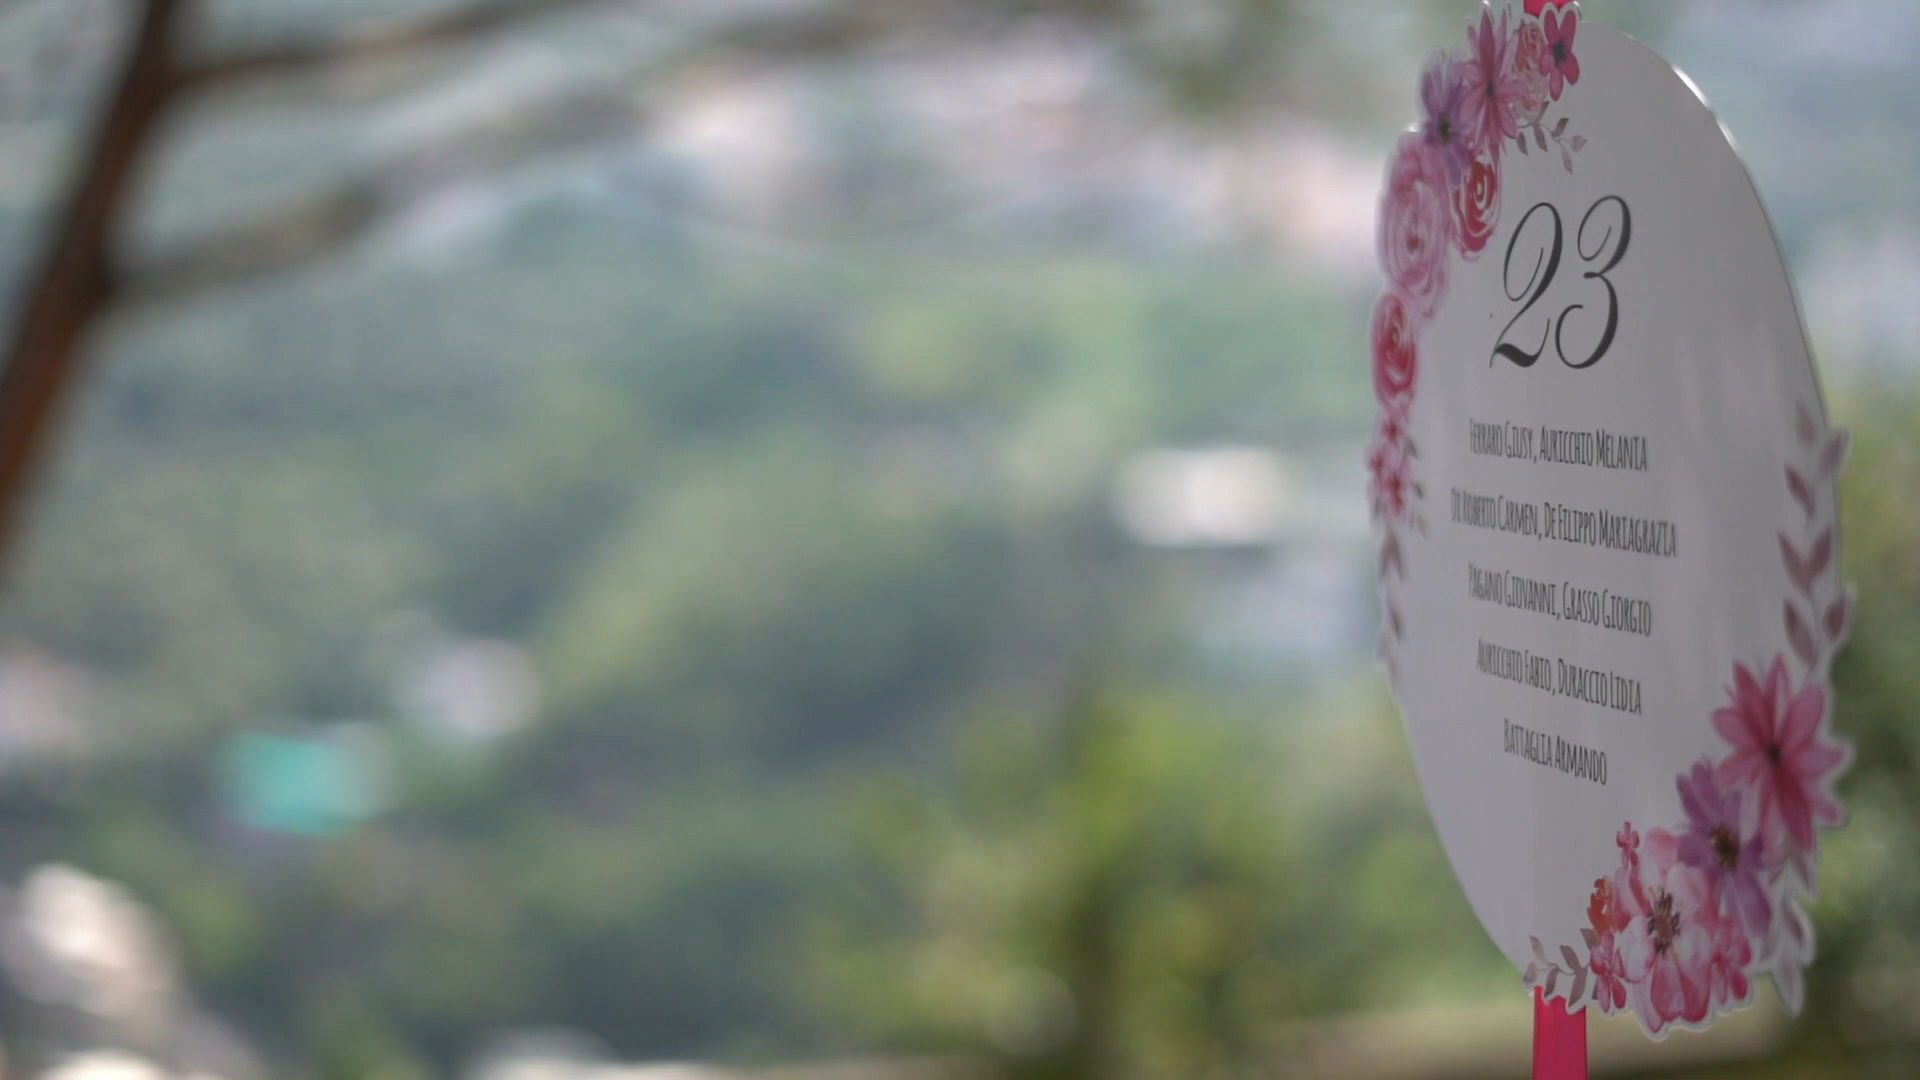 23
Ferraro Giusy, Auricchio Melania
Di Roberto Carmen, De Filippo Mariagrazia
Pagano Giovanni, Grasso Giorgio
Auricchio Fabio, Duraccio Lidia
Battaglia Armando